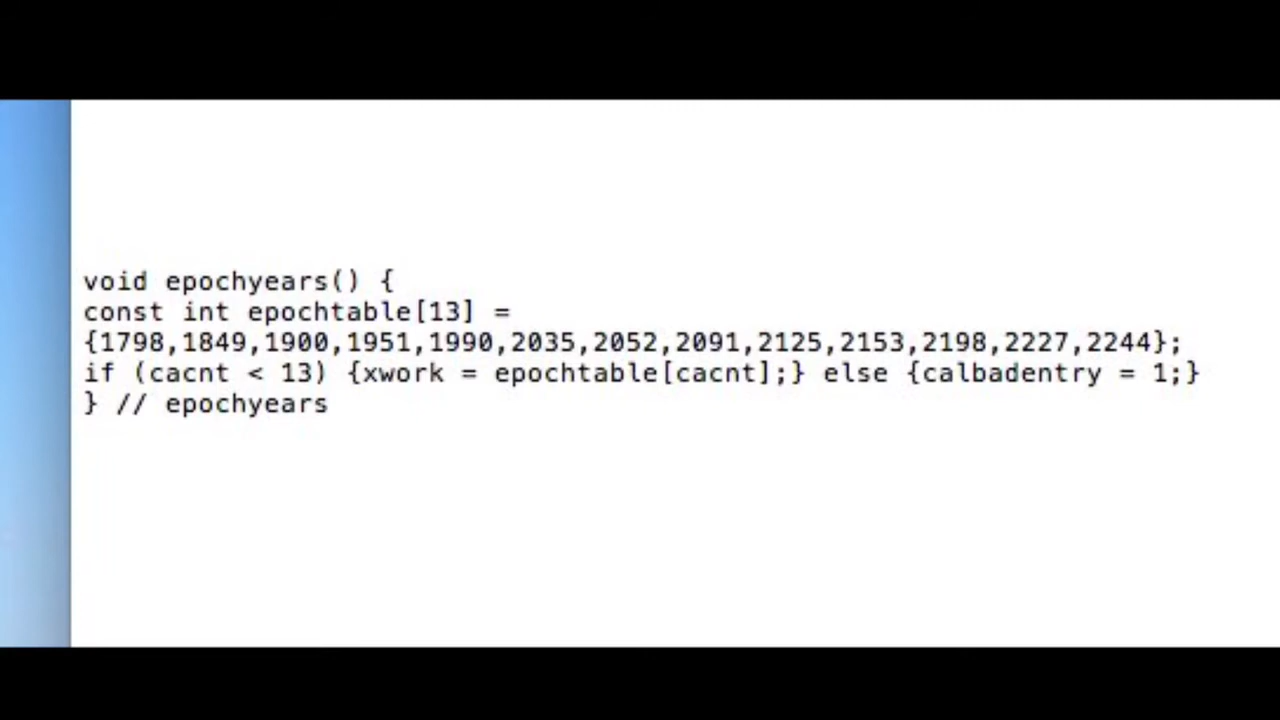 void epochyears() {
const int epochtable[13] =
{1798,1849,1900,1951,1990,2035,2052,2091,2125,2153,2198,2227,2244};
if (cacnt < 13) {xwork = epochtable[cacnt];} else {calbadentry = 1;}
} // epochyears